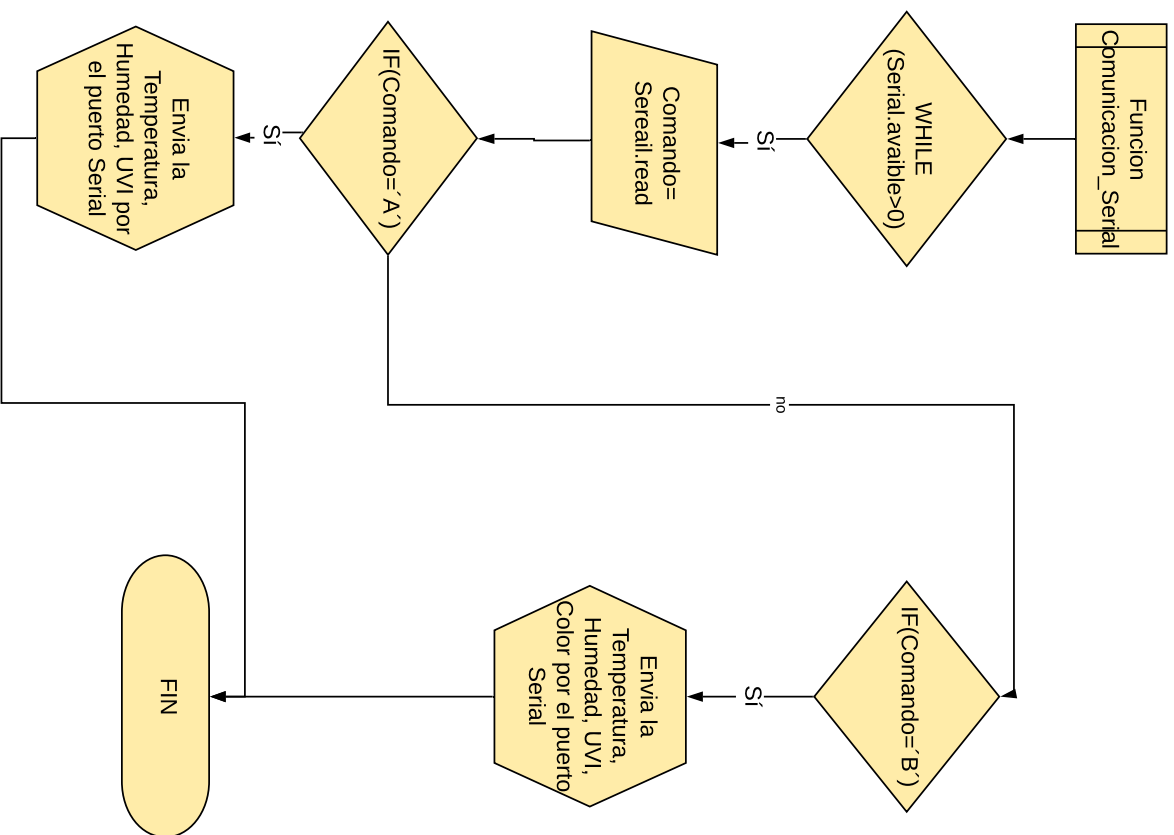 Funcion
Comunicacion_Serial
WHILE
(Serial.avaible>0)
Sí
Comando=
Sereail.read
IF(Comando=´A´)
Sí
Envia la
Temperatura,
Humedad, UVI por
el puerto Serial
no
IF(Comando=´B´)
Sí
Envia la
Temperatura,
Humedad, UVI,
Color por el puerto
Serial
FIN